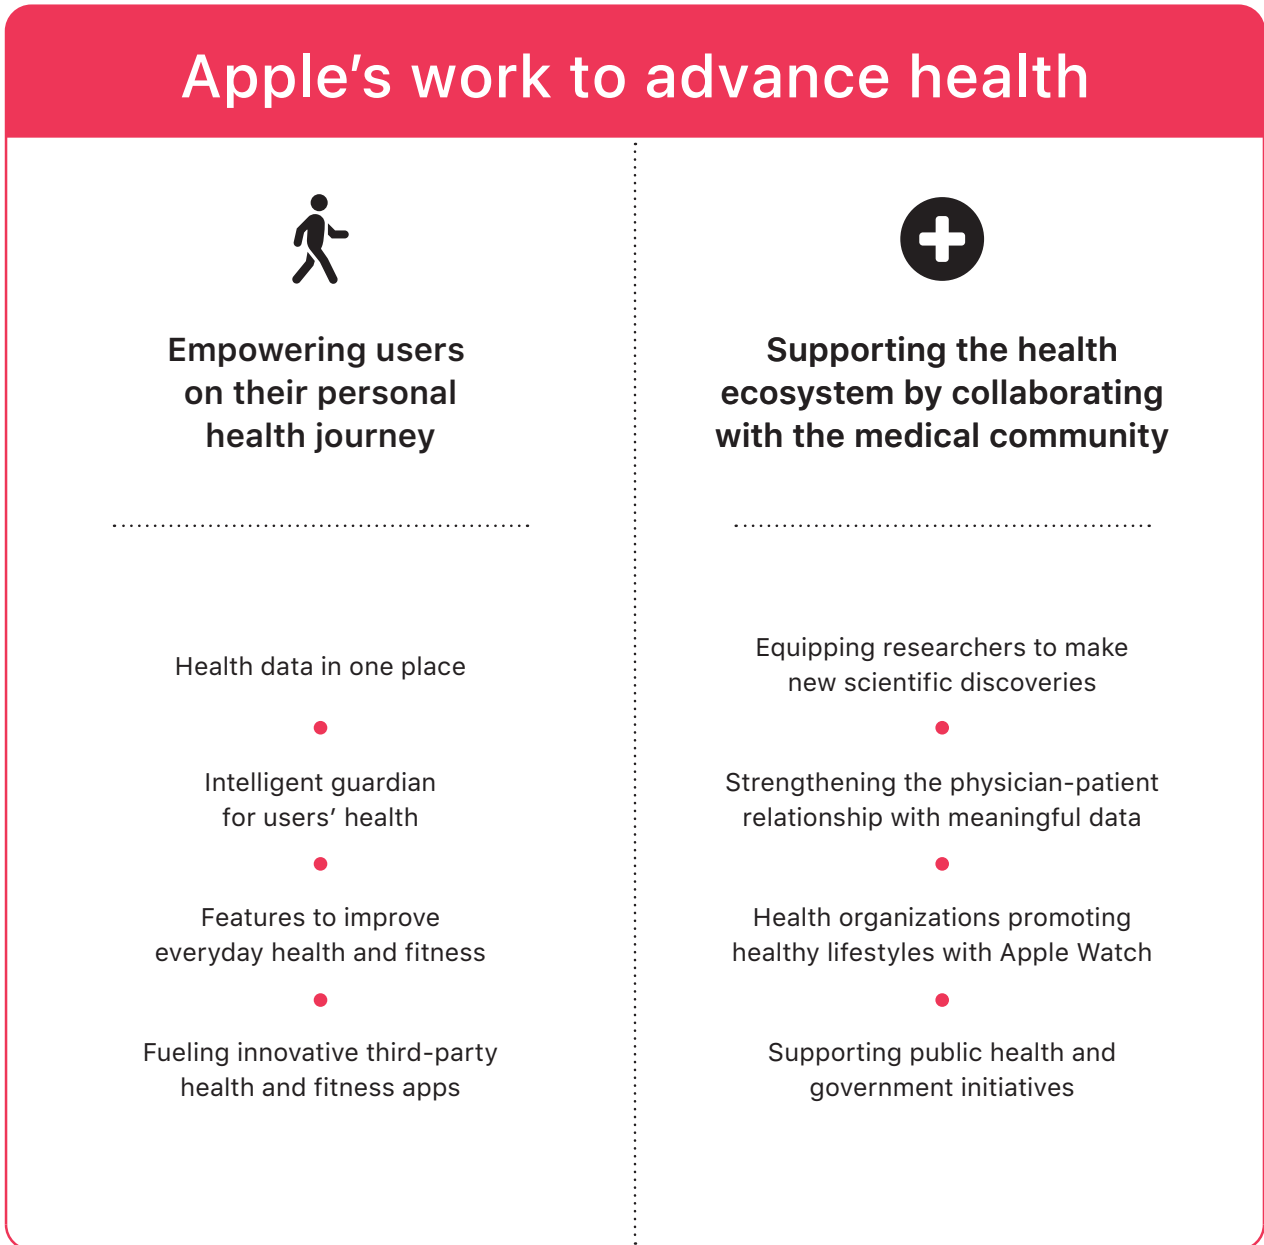 Apple’s work to advance health
Empowering users
on their personal
health journey
Health data in one place
Intelligent guardian
for users’ health
Features to improve
everyday health and fitness
Fueling innovative third-party
health and fitness apps
Supporting the health
ecosystem by collaborating
with the medical community
Equipping researchers to make
new scientific discoveries
Strengthening the physician-patient
relationship with meaningful data
Health organizations promoting
healthy lifestyles with Apple Watch
Supporting public health and
government initiatives